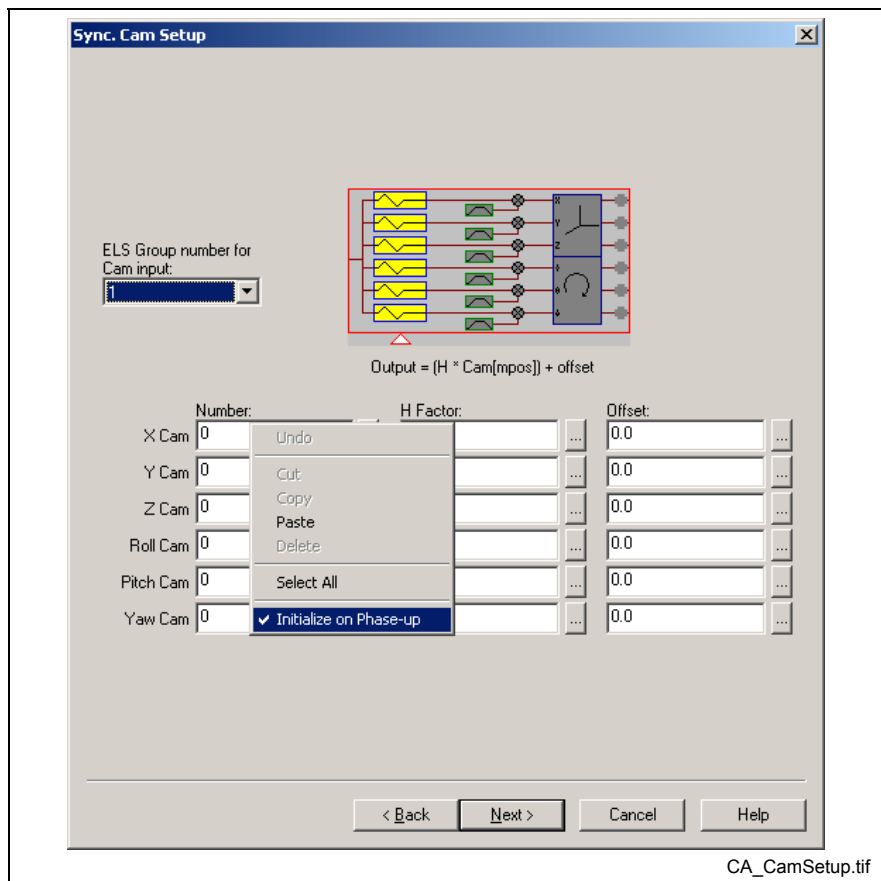 Sync. Cam Setup
X
Y
Z
ϕ
θ
ELS Group number for
Cam input:
1
Output = (H * Cam[mpos]) + offset
Number: H Factor: Offset:
X Cam 0 ... 0.0 ...
Y Cam 0 ... 0.0 ...
Z Cam 0 ... 0.0 ...
Roll Cam 0 ... 0.0 ...
Pitch Cam 0 ... 0.0 ...
Yaw Cam 0 ... 0.0 ...
Undo
Cut
Copy
Paste
Delete
Select All
Initialize on Phase-up
< Back
Next >
Cancel
Help
CA_CamSetup.tif